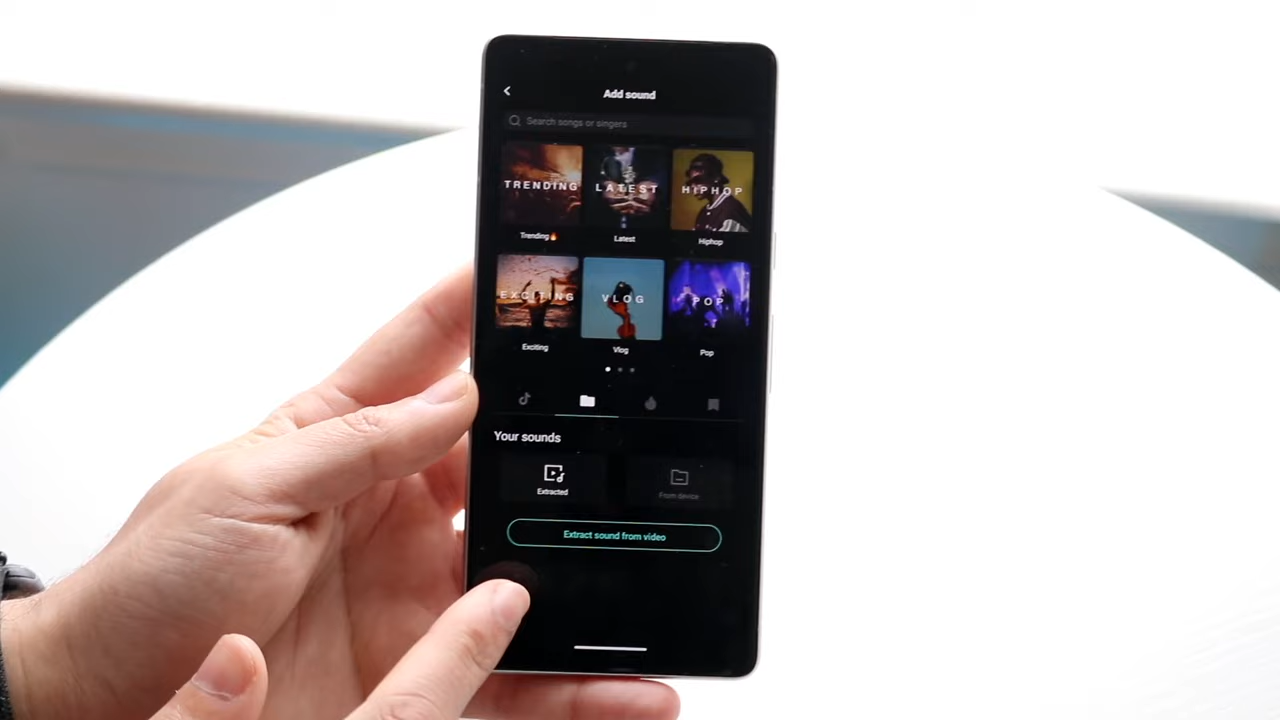 Add sound
Search songs or singers
TRENDING LATEST HIPHOP
Trending🔥 Latest Hiphop
EXCITING VLOG POP
Exciting Vlog Pop
Your sounds
Extracted From device
Extract sound from video